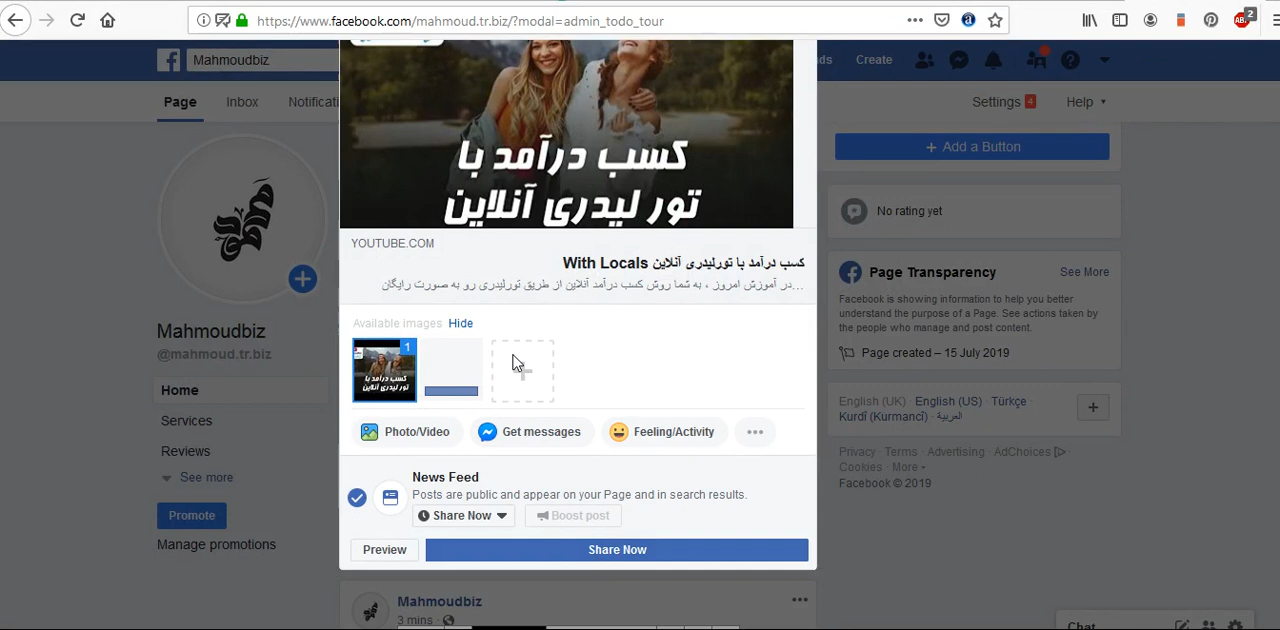 https://www.facebook.com/mahmoud.tr.biz/?modal=admin_todo_tour
2
Mahmoudbiz
Create
Page
Inbox
Settings 4
Help
کسب درآمد با
تور لیدری آنلاین
+ Add a Button
No rating yet
YOUTUBE.COM
کسب درآمد با تورلیدری آنلاین With Locals
در آموزش امروز ، به شما روش کسب درآمد آنلاین از طریق تورلیدری رو به صورت رایگان...
Page Transparency
See More
Facebook is showing information to help you better
understand the purpose of a Page. See actions taken by
the people who manage and post content.
Page created – 15 July 2019
Available images Hide
1
کسب درآمد با
تور لیدری آنلاین
Mahmoudbiz
@mahmoud.tr.biz
Home
Services
Reviews
See more
Promote
Manage promotions
English (UK) · English (US) · Türkçe ·
Kurdî (Kurmancî) · العربية
Privacy · Terms · Advertising · AdChoices ·
Cookies · More
Facebook © 2019
Photo/Video
Get messages
Feeling/Activity
News Feed
Posts are public and appear on your Page and in search results.
Share Now
Boost post
Preview
Share Now
Mahmoudbiz
3 mins ·
Chat